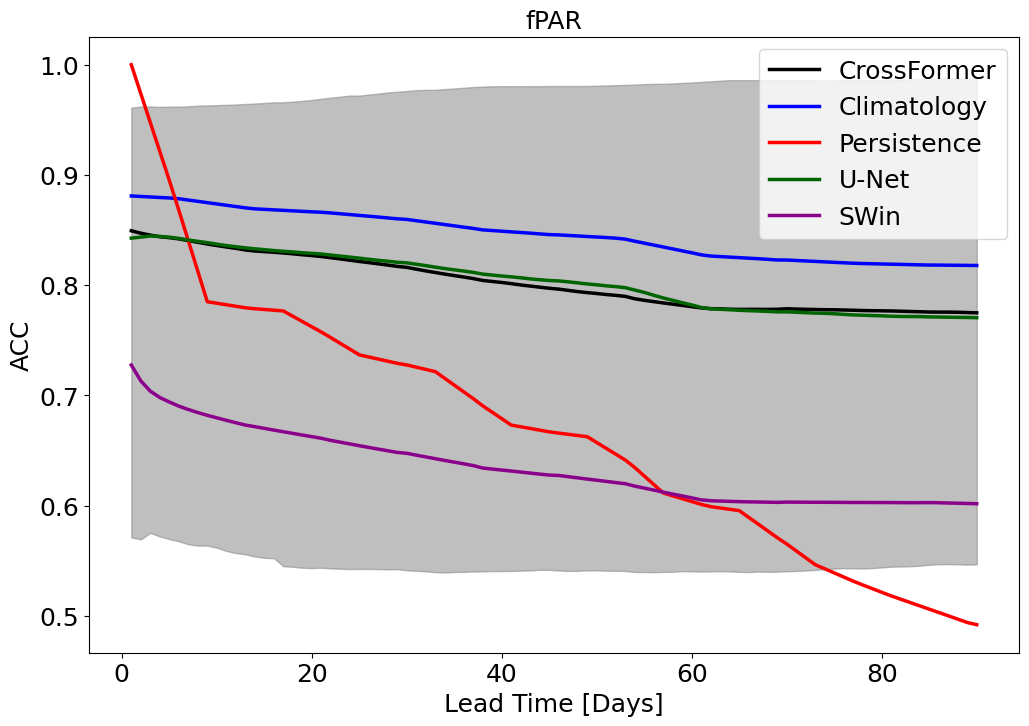 fPAR
1.0
0.9
0.8
0.7
0.6
0.5
ACC
CrossFormer
Climatology
Persistence
U-Net
SWin
0 20 40 60 80
Lead Time [Days]